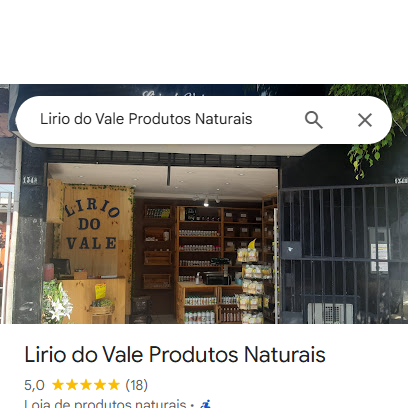 Lirio do Vale Produtos Naturais
LIRIO
DO
VALE
Lirio do Vale Produtos Naturais
5,0 (18)
Loja de produtos naturais ·